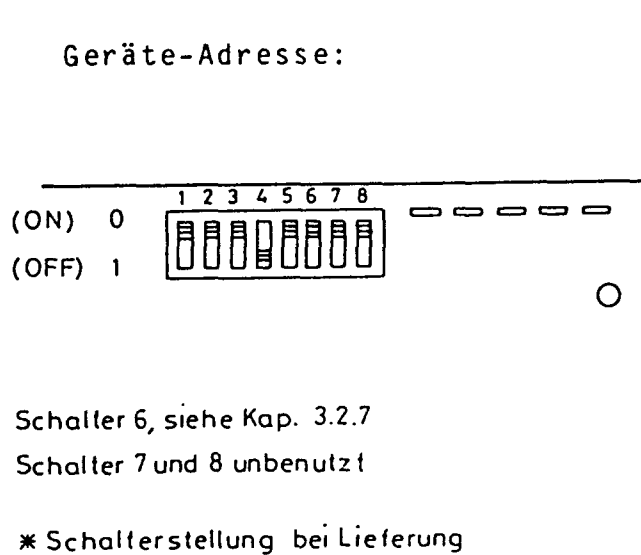 Geräte-Adresse:
1 2 3 4 5 6 7 8
(ON) 0
(OFF) 1
Schalter 6, siehe Kap. 3.2.7
Schalter 7 und 8 unbenutzt
* Schalterstellung bei Lieferung